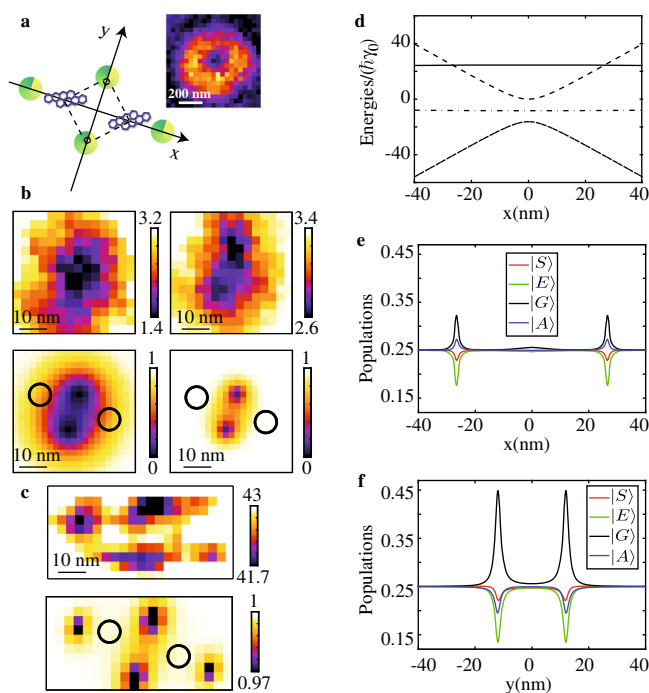 a
y
x
200 nm
b
3.2
1.4
10 nm
3.4
2.6
10 nm
1
0
10 nm
1
0
10 nm
c
43
41.7
10 nm
1
0.97
d
Energies/(ℏγ₀)
40
0
-40
-40 -20 0 20 40
x(nm)
e
Populations
0.45
0.35
0.25
0.15
|S⟩
|E⟩
|G⟩
|A⟩
-40 -20 0 20 40
x(nm)
f
Populations
0.45
0.35
0.25
0.15
|S⟩
|E⟩
|G⟩
|A⟩
-40 -20 0 20 40
y(nm)